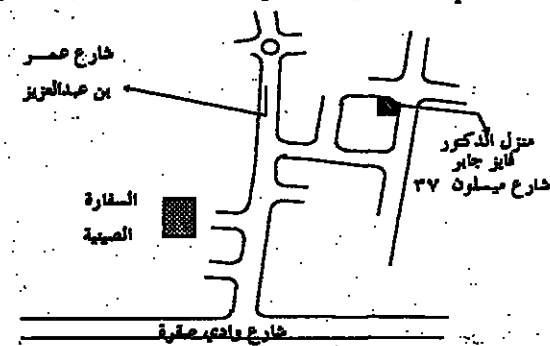 شارع عمر
بن عبدالعزيز
منزل الدكتور
فايز جابر
شارع ميسلون ٣٧
السفارة
الصينية
شارع وادي صقرة